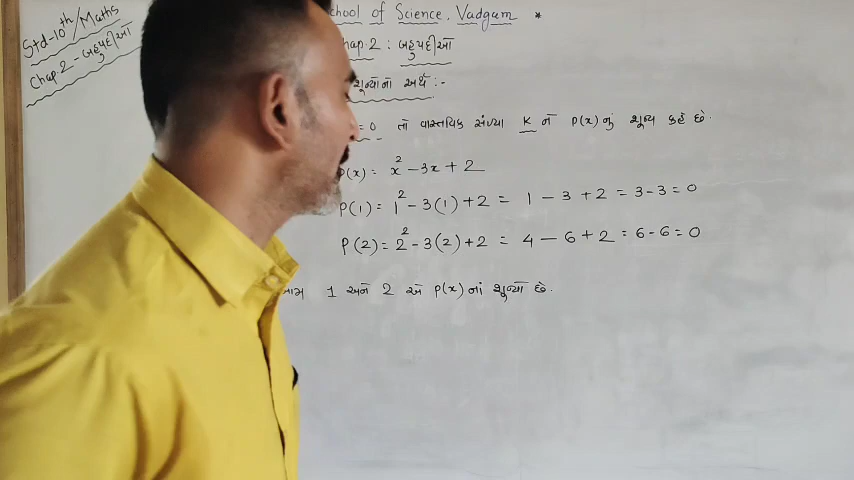 Std-10th/Maths
Chap.2 - બહુપદીઓ
School of Science, Vadgam *
Chap.2 : બહુપદીઓ
શૂન્યોનો અર્થ :-
= 0 તો વાસ્તવિક સંખ્યા K ને P(x)નું શૂન્ય કહે છે.
P(x) = x² - 3x + 2
P(1) = 1² - 3(1) + 2 = 1 - 3 + 2 = 3 - 3 = 0
P(2) = 2² - 3(2) + 2 = 4 - 6 + 2 = 6 - 6 = 0
આમ 1 અને 2 એ P(x)નાં શૂન્યો છે.